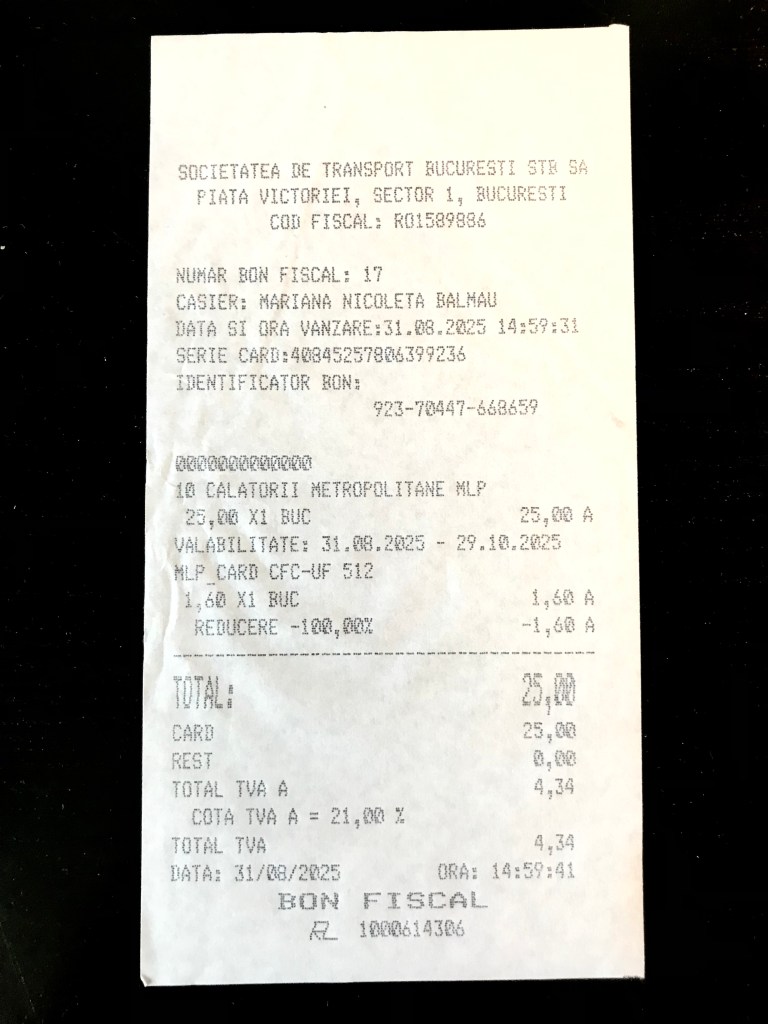 SOCIETATEA DE TRANSPORT BUCURESTI STB SA
PIATA VICTORIEI, SECTOR 1, BUCURESTI
COD FISCAL: RO1589886
NUMAR BON FISCAL: 17
CASIER: MARIANA NICOLETA BALMAU
DATA SI ORA VANZARE:31.08.2025 14:59:31
SERIE CARD:40845257806399236
IDENTIFICATOR BON:
923-70447-668659
0000000000000
10 CALATORII METROPOLITANE MLP
25,00 X1 BUC 25,00 A
VALABILITATE: 31.08.2025 - 29.10.2025
MLP_CARD CFC-UF 512
1,60 X1 BUC 1,60 A
REDUCERE -100,00% -1,60 A
TOTAL: 25,00
CARD 25,00
REST 0,00
TOTAL TVA A 4,34
COTA TVA A = 21,00 %
TOTAL TVA 4,34
DATA: 31/08/2025 ORA: 14:59:41
BON FISCAL
1000614306